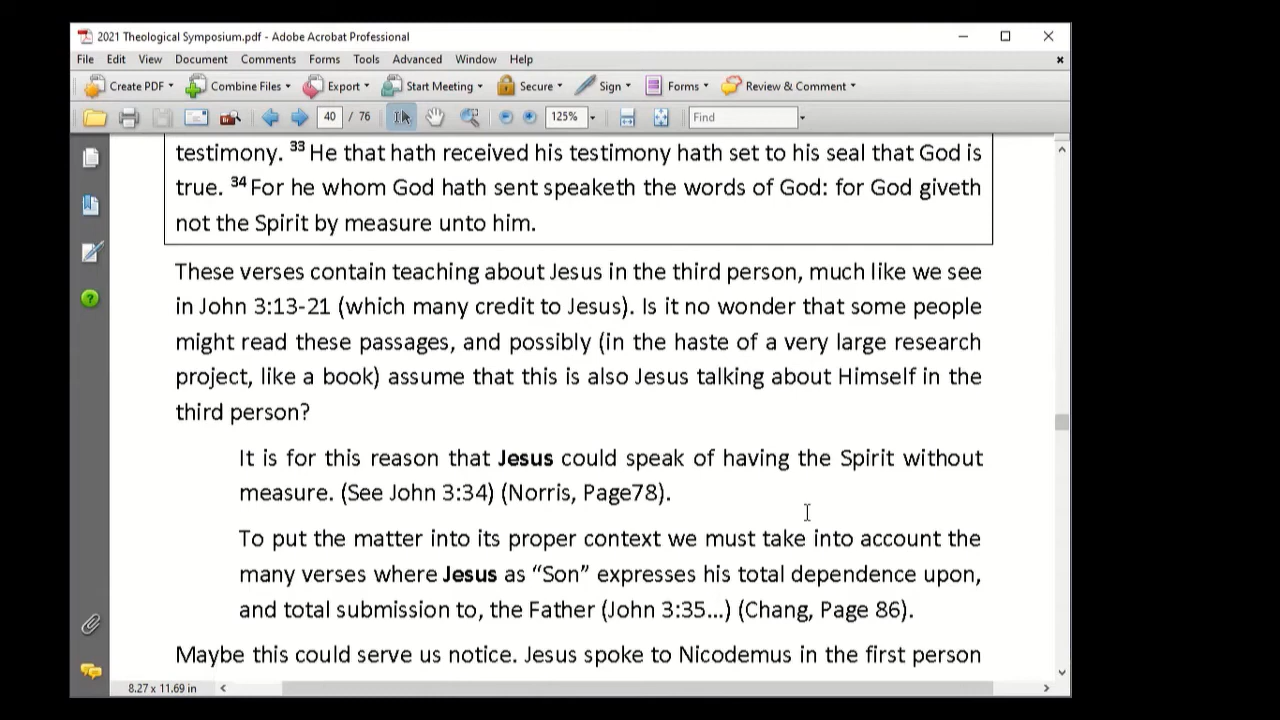 2021 Theological Symposium.pdf - Adobe Acrobat Professional
File Edit View Document Comments Forms Tools Advanced Window Help
Create PDF Combine Files Export Start Meeting Secure Sign Forms Review & Comment
40 / 76 125% Find
testimony. ³³ He that hath received his testimony hath set to his seal that God is
true. ³⁴ For he whom God hath sent speaketh the words of God: for God giveth
not the Spirit by measure unto him.
These verses contain teaching about Jesus in the third person, much like we see
in John 3:13-21 (which many credit to Jesus). Is it no wonder that some people
might read these passages, and possibly (in the haste of a very large research
project, like a book) assume that this is also Jesus talking about Himself in the
third person?
It is for this reason that Jesus could speak of having the Spirit without
measure. (See John 3:34) (Norris, Page78).
To put the matter into its proper context we must take into account the
many verses where Jesus as “Son” expresses his total dependence upon,
and total submission to, the Father (John 3:35...) (Chang, Page 86).
Maybe this could serve us notice. Jesus spoke to Nicodemus in the first person
8.27 x 11.69 in